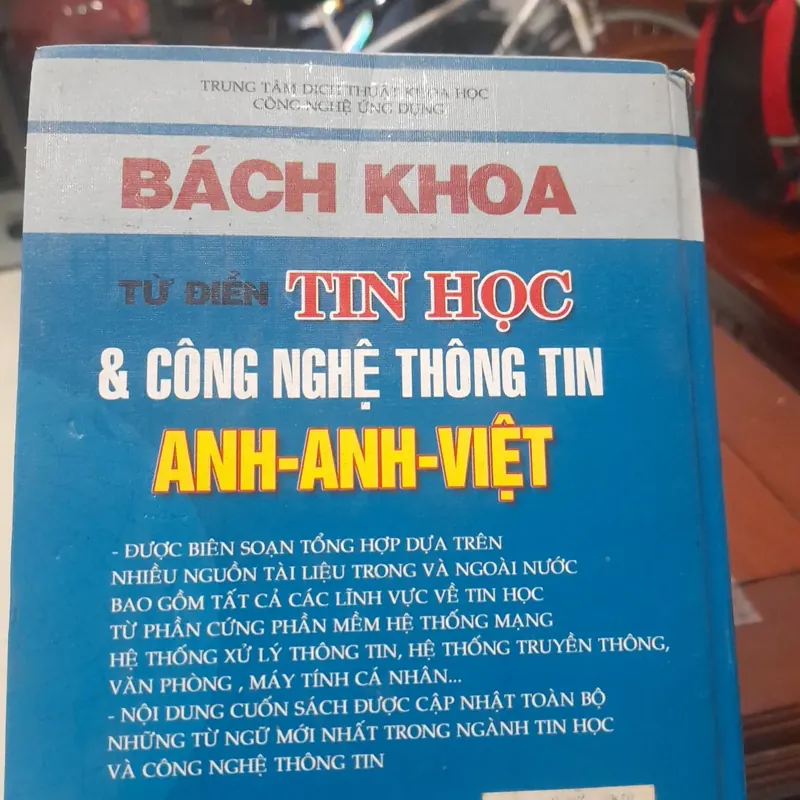 TRUNG TÂM DỊCH THUẬT KHOA HỌC
CÔNG NGHỆ ỨNG DỤNG
BÁCH KHOA
TỪ ĐIỂN TIN HỌC
& CÔNG NGHỆ THÔNG TIN
ANH-ANH-VIỆT
- ĐƯỢC BIÊN SOẠN TỔNG HỢP DỰA TRÊN
NHIỀU NGUỒN TÀI LIỆU TRONG VÀ NGOÀI NƯỚC
BAO GỒM TẤT CẢ CÁC LĨNH VỰC VỀ TIN HỌC
TỪ PHẦN CỨNG PHẦN MỀM HỆ THỐNG MẠNG
HỆ THỐNG XỬ LÝ THÔNG TIN, HỆ THỐNG TRUYỀN THÔNG,
VĂN PHÒNG , MÁY TÍNH CÁ NHÂN...
- NỘI DUNG CUỐN SÁCH ĐƯỢC CẬP NHẬT TOÀN BỘ
NHỮNG TỪ NGỮ MỚI NHẤT TRONG NGÀNH TIN HỌC
VÀ CÔNG NGHỆ THÔNG TIN